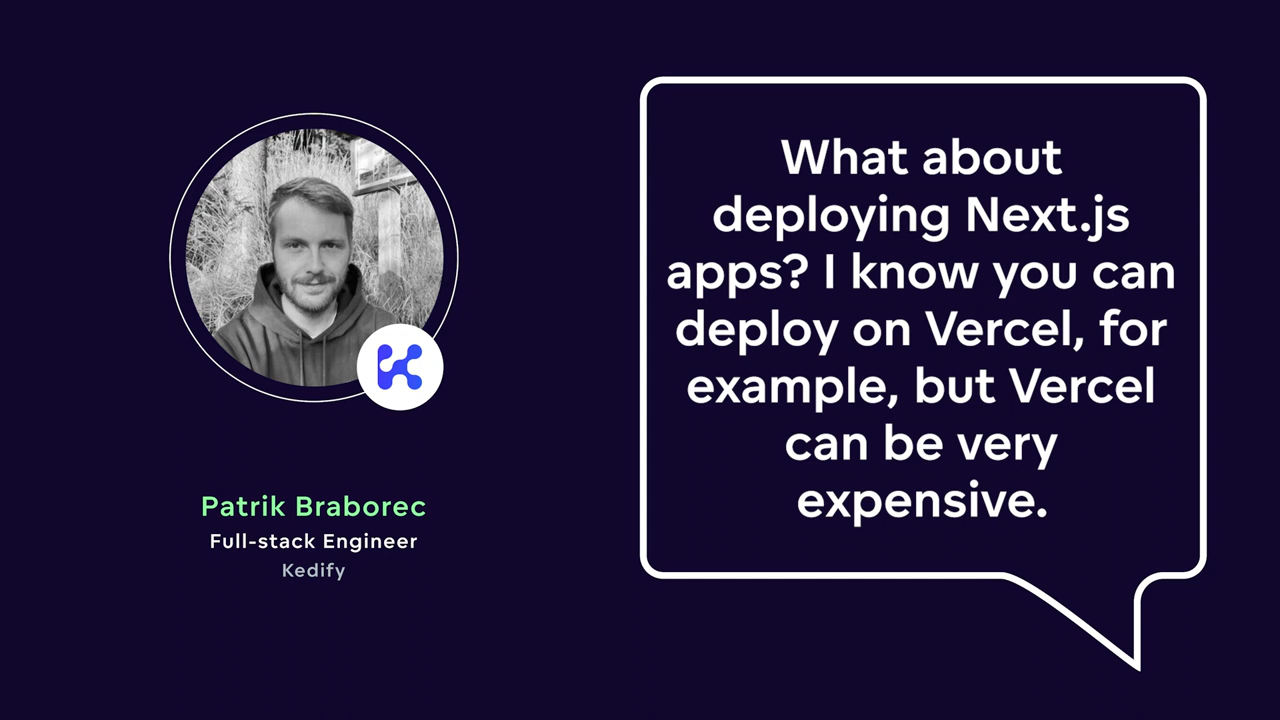 Patrik Braborec
Full-stack Engineer
Kedify
What about
deploying Next.js
apps? I know you can
deploy on Vercel, for
example, but Vercel
can be very
expensive.